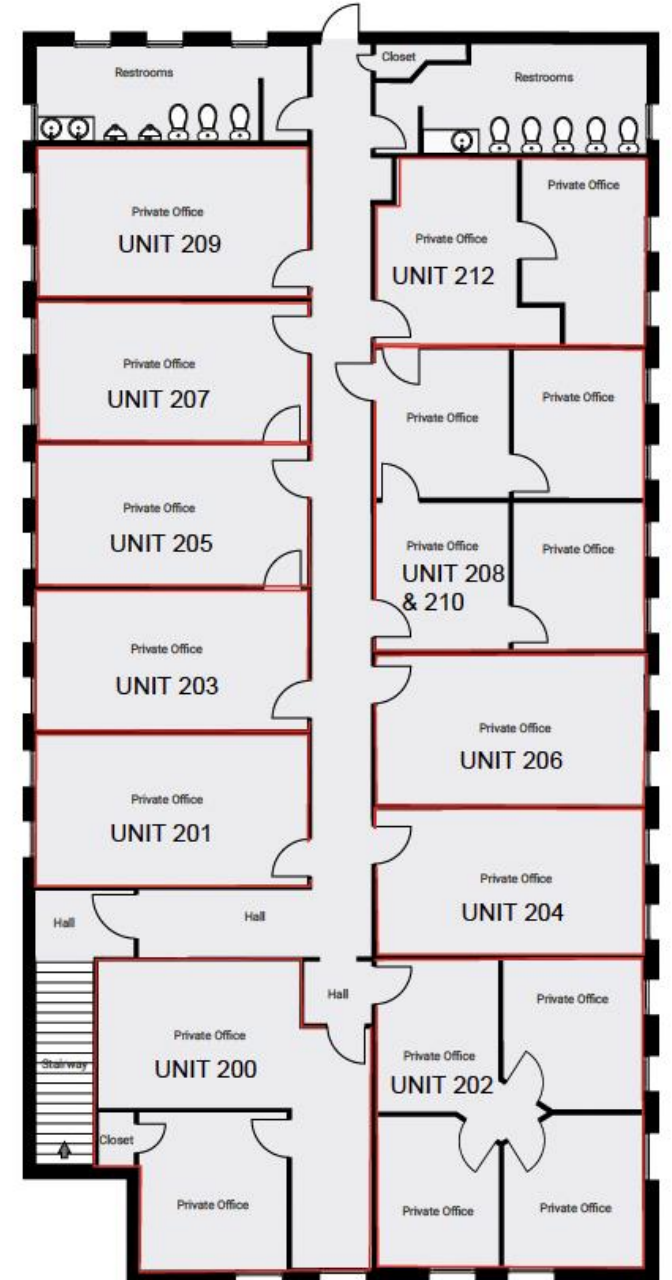 Closet
Restrooms
Restrooms
Private Office
Private Office
UNIT 209
Private Office
UNIT 212
Private Office
UNIT 207
Private Office
Private Office
Private Office
UNIT 205
Private Office
UNIT 208
& 210
Private Office
Private Office
UNIT 203
Private Office
UNIT 206
Private Office
UNIT 201
Private Office
UNIT 204
Hall
Hall
Hall
Private Office
Private Office
UNIT 200
Private Office
UNIT 202
Stairway
Closet
Private Office
Private Office
Private Office